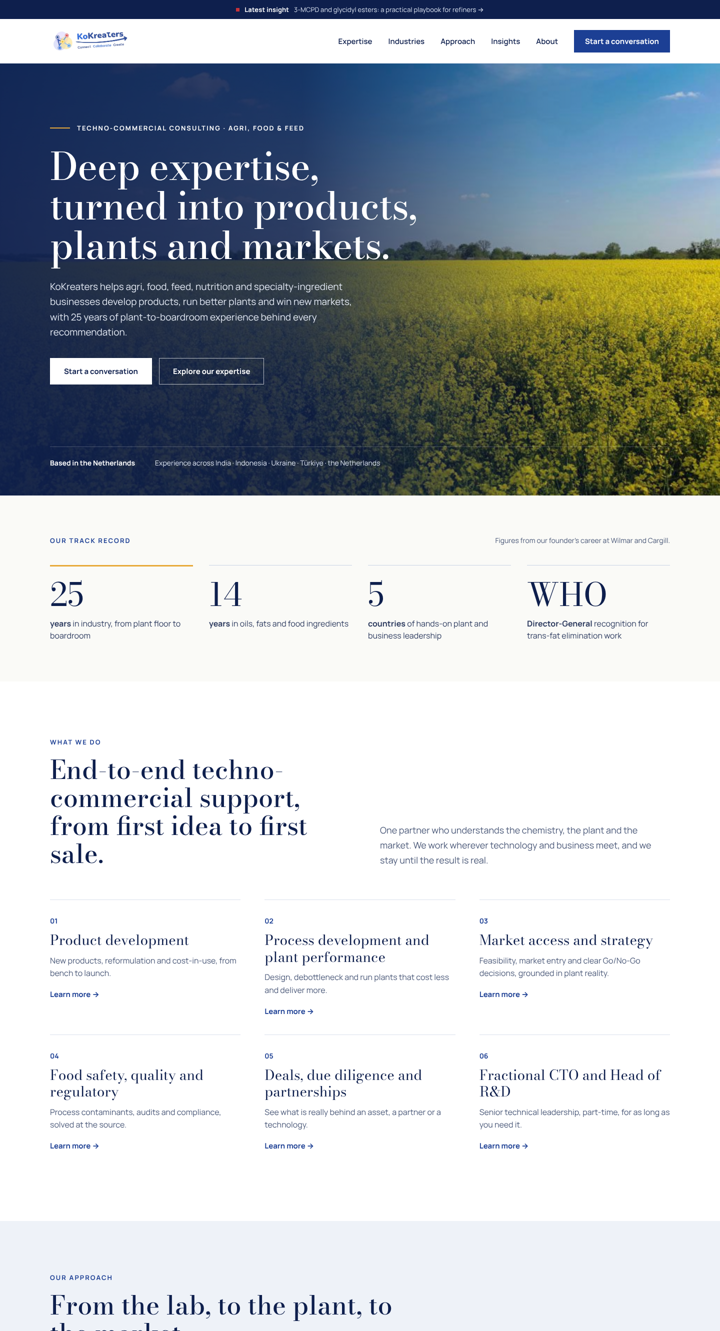 Latest insight 3-MCPD and glycidyl esters: a practical playbook for refiners →
KoKreaters
Connect Collaborate Create
Expertise Industries Approach Insights About Start a conversation
TECHNO-COMMERCIAL CONSULTING · AGRI, FOOD & FEED
Deep expertise,
turned into products,
plants and markets.
KoKreaters helps agri, food, feed, nutrition and specialty-ingredient
businesses develop products, run better plants and win new markets,
with 25 years of plant-to-boardroom experience behind every
recommendation.
Start a conversation Explore our expertise
Based in the Netherlands Experience across India · Indonesia · Ukraine · Türkiye · the Netherlands
OUR TRACK RECORD
Figures from our founder's career at Wilmar and Cargill.
25
years in industry, from plant floor to
boardroom
14
years in oils, fats and food ingredients
5
countries of hands-on plant and
business leadership
WHO
Director-General recognition for
trans-fat elimination work
WHAT WE DO
End-to-end techno-
commercial support,
from first idea to first
sale.
One partner who understands the chemistry, the plant and the
market. We work wherever technology and business meet, and we
stay until the result is real.
01
Product development
New products, reformulation and cost-in-use, from
bench to launch.
Learn more →
02
Process development and
plant performance
Design, debottleneck and run plants that cost less
and deliver more.
Learn more →
03
Market access and strategy
Feasibility, market entry and clear Go/No-Go
decisions, grounded in plant reality.
Learn more →
04
Food safety, quality and
regulatory
Process contaminants, audits and compliance,
solved at the source.
Learn more →
05
Deals, due diligence and
partnerships
See what is really behind an asset, a partner or a
technology.
Learn more →
06
Fractional CTO and Head of
R&D
Senior technical leadership, part-time, for as long as
you need it.
Learn more →
OUR APPROACH
From the lab, to the plant, to
the market